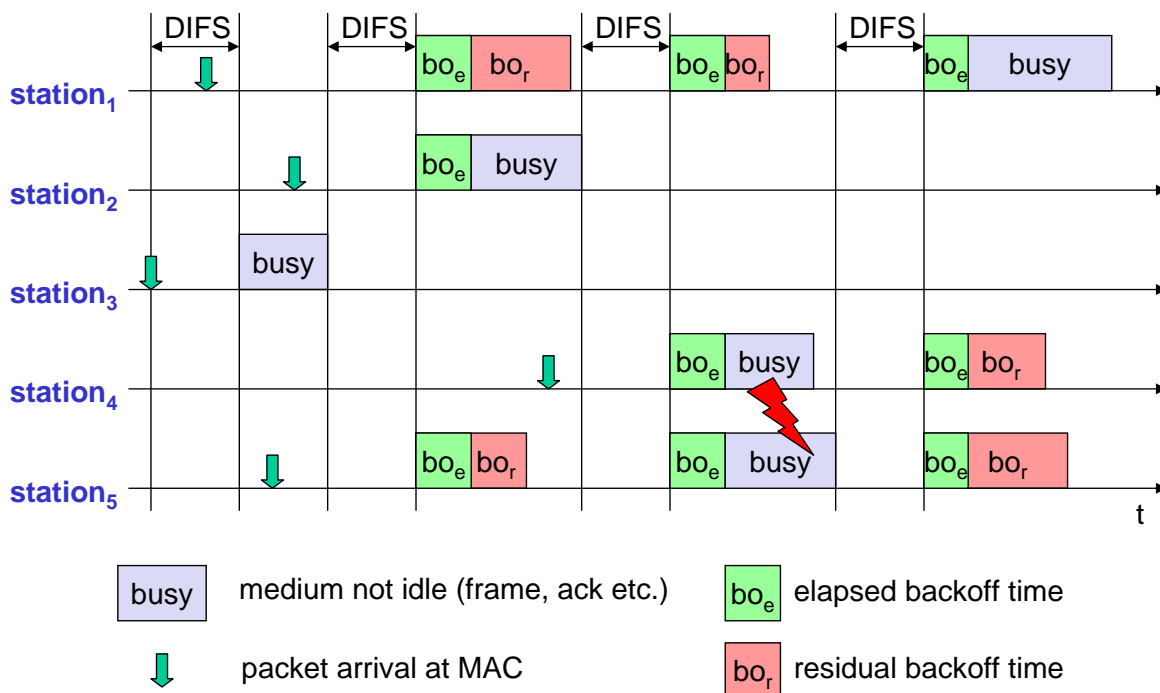 DIFS DIFS DIFS DIFS
station₁ boₑ boᵣ boₑ boᵣ boₑ busy
station₂ boₑ busy
station₃ busy
station₄ boₑ busy boₑ boᵣ
station₅ boₑ boᵣ boₑ busy boₑ boᵣ
t
busy medium not idle (frame, ack etc.) boₑ elapsed backoff time
packet arrival at MAC boᵣ residual backoff time